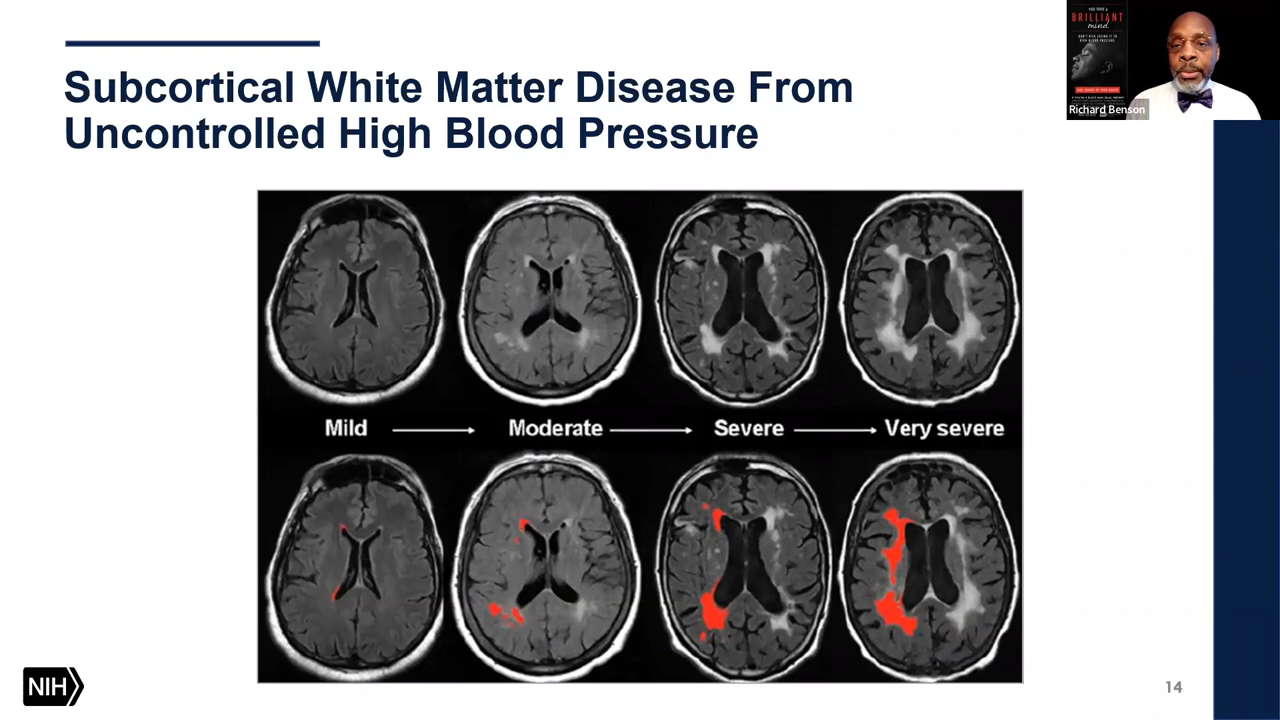 Subcortical White Matter Disease From
Uncontrolled High Blood Pressure
BRILLIANT
mind
Richard Benson
Mild
Moderate
Severe
Very severe
NIH
14